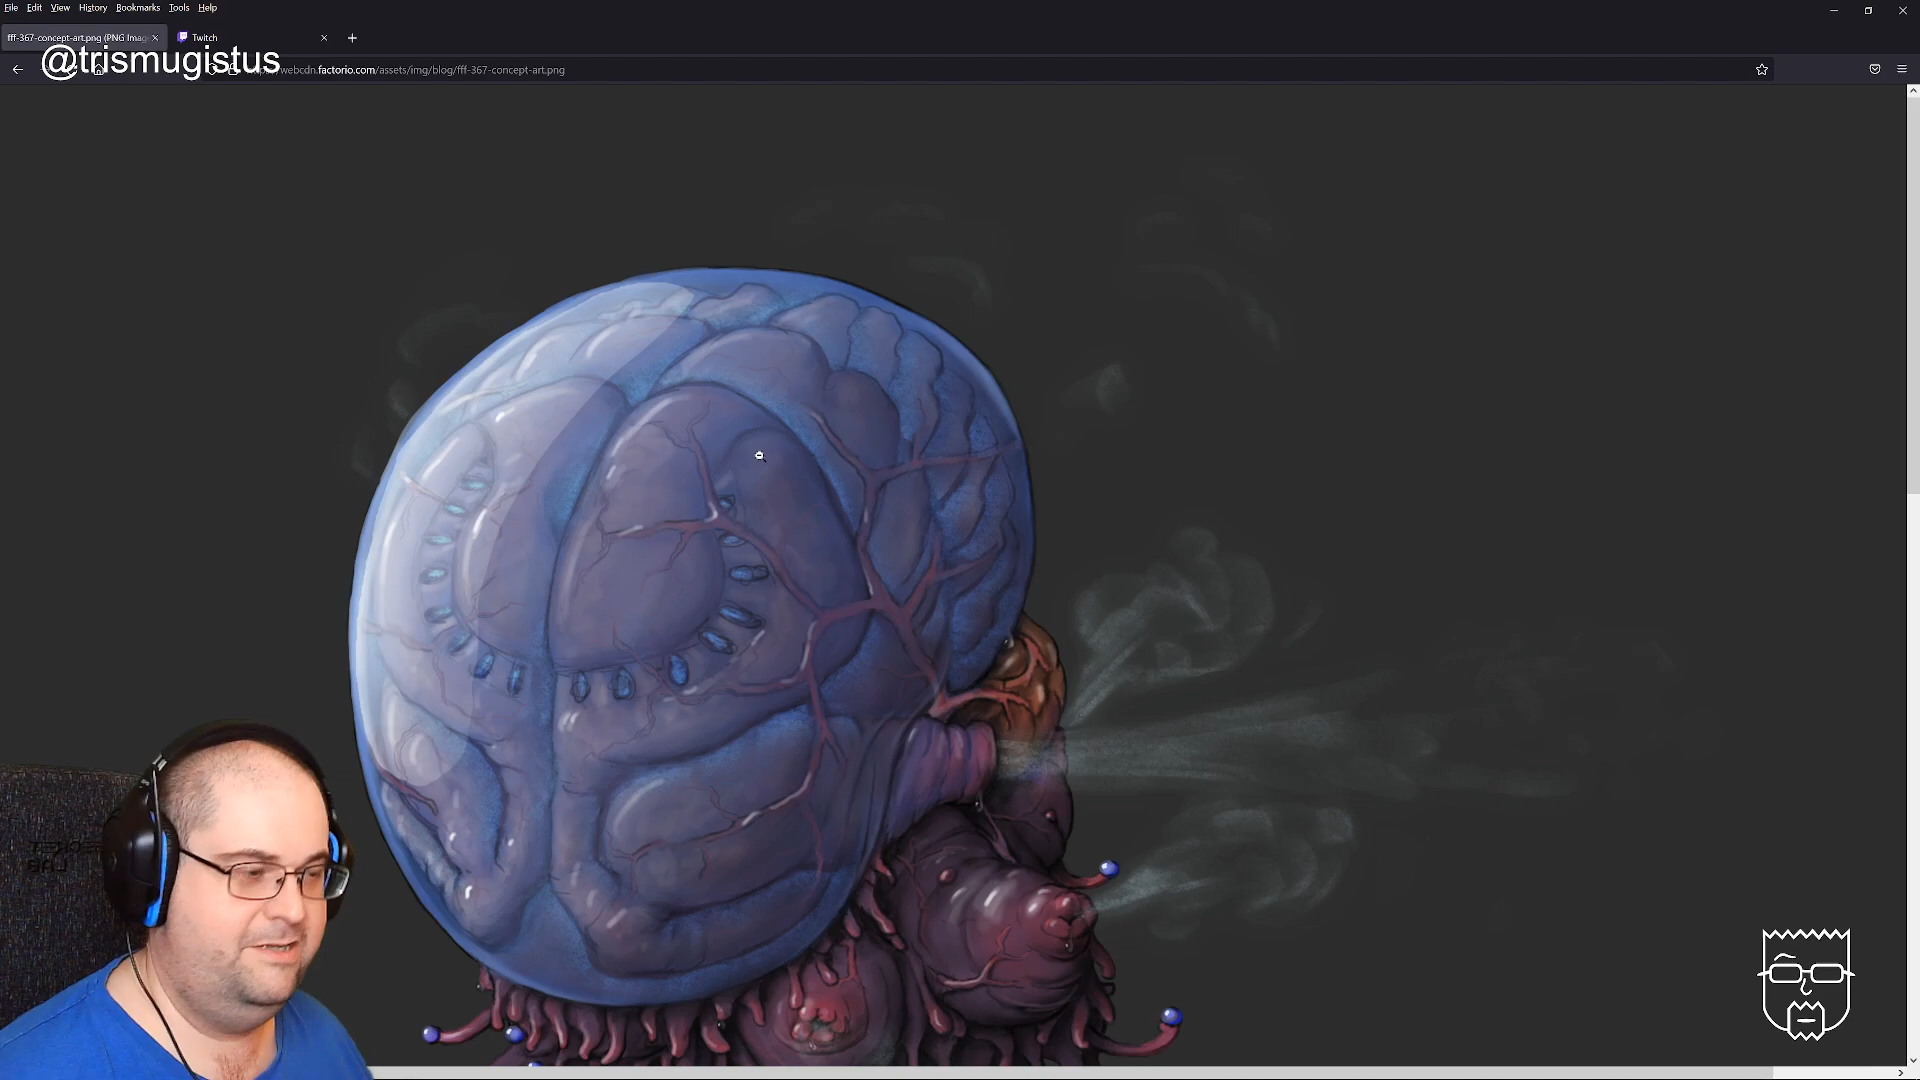 File Edit View History Bookmarks Tools Help
fff-367-concept-art.png (PNG Imag
Twitch
@trismugistus
webcdn.factorio.com/assets/img/blog/fff-367-concept-art.png